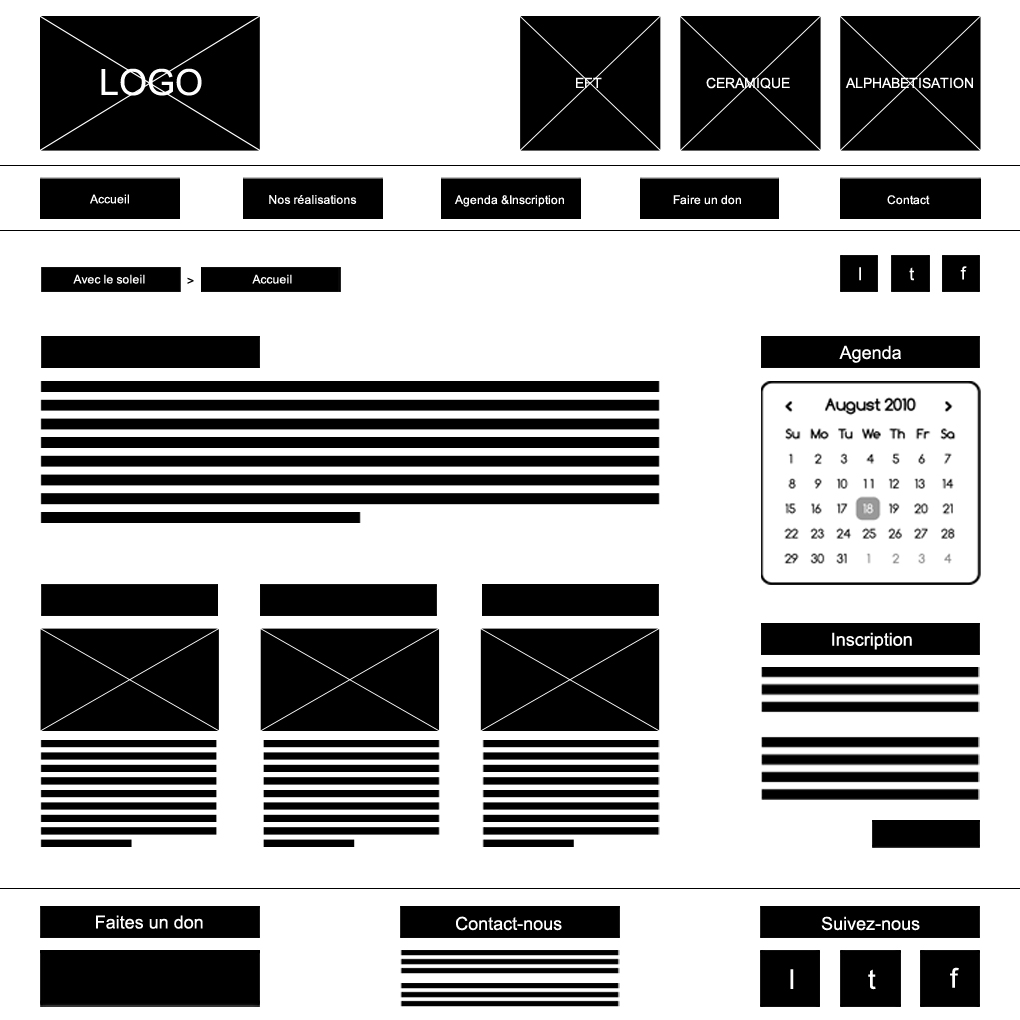 LOGO
EFT
CERAMIQUE
ALPHABETISATION
Accueil
Nos réalisations
Agenda &Inscription
Faire un don
Contact
Avec le soleil > Accueil
l t f
Agenda
August 2010
Su Mo Tu We Th Fr Sa
1 2 3 4 5 6 7
8 9 10 11 12 13 14
15 16 17 18 19 20 21
22 23 24 25 26 27 28
29 30 31 1 2 3 4
Inscription
Faites un don
Contact-nous
Suivez-nous
l t f